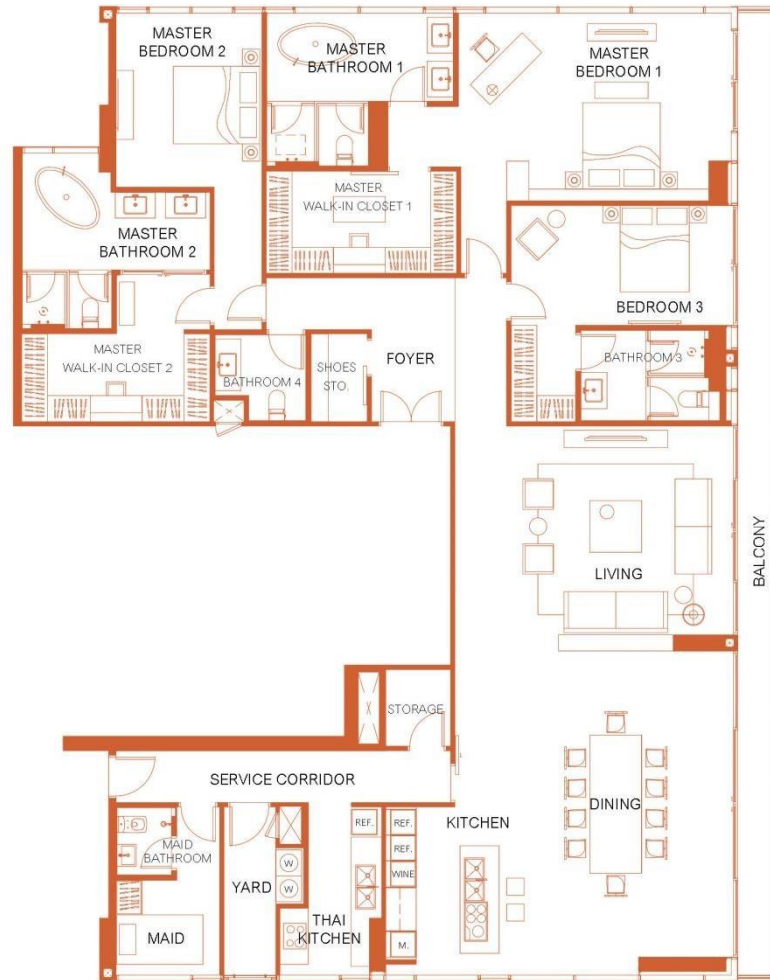 MASTER
BEDROOM 2
MASTER
BATHROOM 1
MASTER
BEDROOM 1
MASTER
WALK-IN CLOSET 1
MASTER
BATHROOM 2
BEDROOM 3
MASTER
WALK-IN CLOSET 2
BATHROOM 4
SHOES
STO.
FOYER
BATHROOM 3
LIVING
BALCONY
STORAGE
SERVICE CORRIDOR
DINING
KITCHEN
REF.
REF.
REF.
WINE
M.
MAID
BATHROOM
W
W
YARD
THAI
KITCHEN
MAID